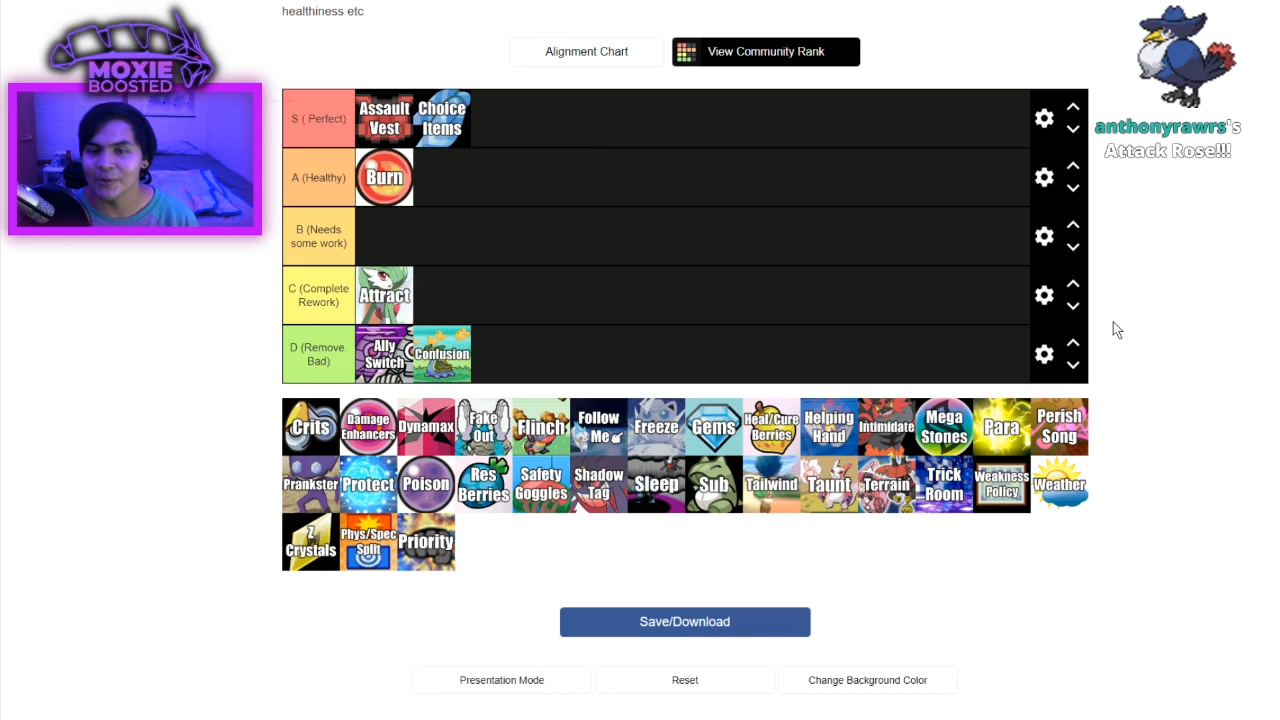 healthiness etc
MOXIE
BOOSTED
Alignment Chart
View Community Rank
anthonyrawrs's
Attack Rose!!!
S ( Perfect)
Assault
Vest
Choice
Items
A (Healthy)
Burn
B (Needs
some work)
C (Complete
Rework)
Attract
D (Remove.
Bad)
Ally
Switch
Confusion
Crits
Damage
Enhancers
Dynamax
Fake
Out
Flinch
Follow
Me
Freeze
Gems
Heal/Cure
Berries
Helping
Hand
Intimidate
Mega
Stones
Para
Perish
Song
Prankster
Protect
Poison
Res
Berries
Safety
Goggles
Shadow
Tag
Sleep
Sub
Tailwind
Taunt
Terrain
Trick
Room
Weakness
Policy
Weather
Z
Crystals
Phys/Spec
Split
Priority
Save/Download
Presentation Mode
Reset
Change Background Color